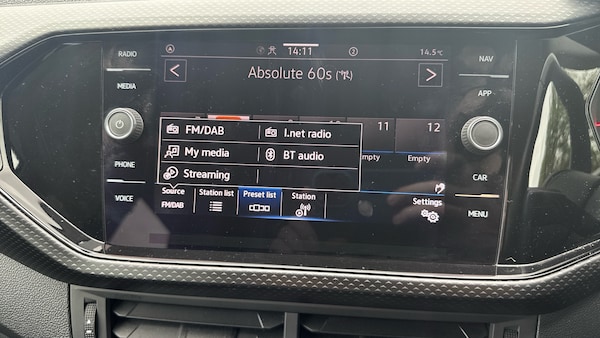 RADIO
MEDIA
PHONE
VOICE
14:11
2
14.5°C
Absolute 60s
FM/DAB
I.net radio
My media
BT audio
Streaming
11
12
Empty
Source
FM/DAB
Station list
Preset list
Station
Settings
NAV
APP
CAR
MENU